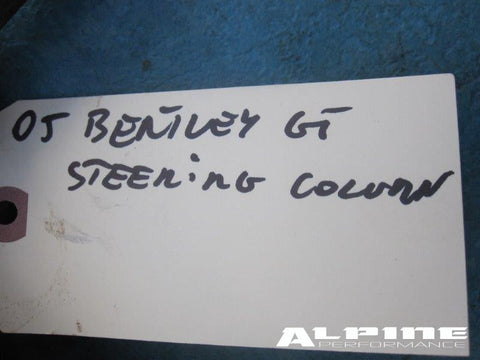 05 BENTLEY GT
STEERING COLUMN
ALPINE
PERFORMANCE